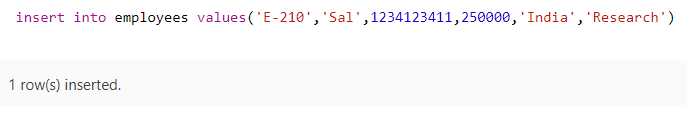 insert into employees values('E-210','Sal',1234123411,250000,'India','Research')
1 row(s) inserted.